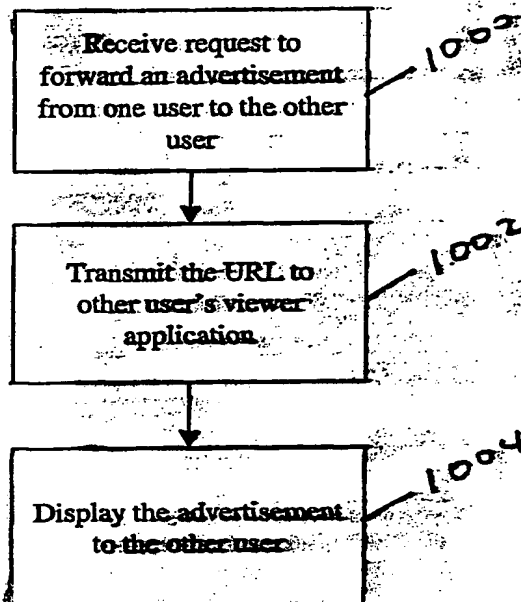 Receive request to
forward an advertisement
from one user to the other
user
1000
Transmit the URL to
other user's viewer
application
1002
Display the advertisement
to the other user
1004